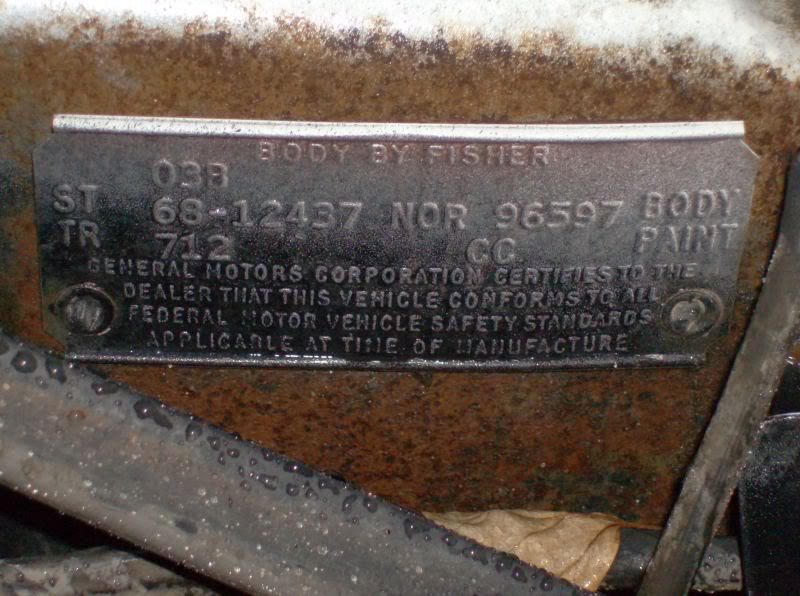 BODY BY FISHER
03B
ST 68-12437 NOR 96597 BODY
TR 712 CC PAINT
GENERAL MOTORS CORPORATION CERTIFIES TO THE
DEALER THAT THIS VEHICLE CONFORMS TO ALL
FEDERAL MOTOR VEHICLE SAFETY STANDARDS
APPLICABLE AT TIME OF MANUFACTURE